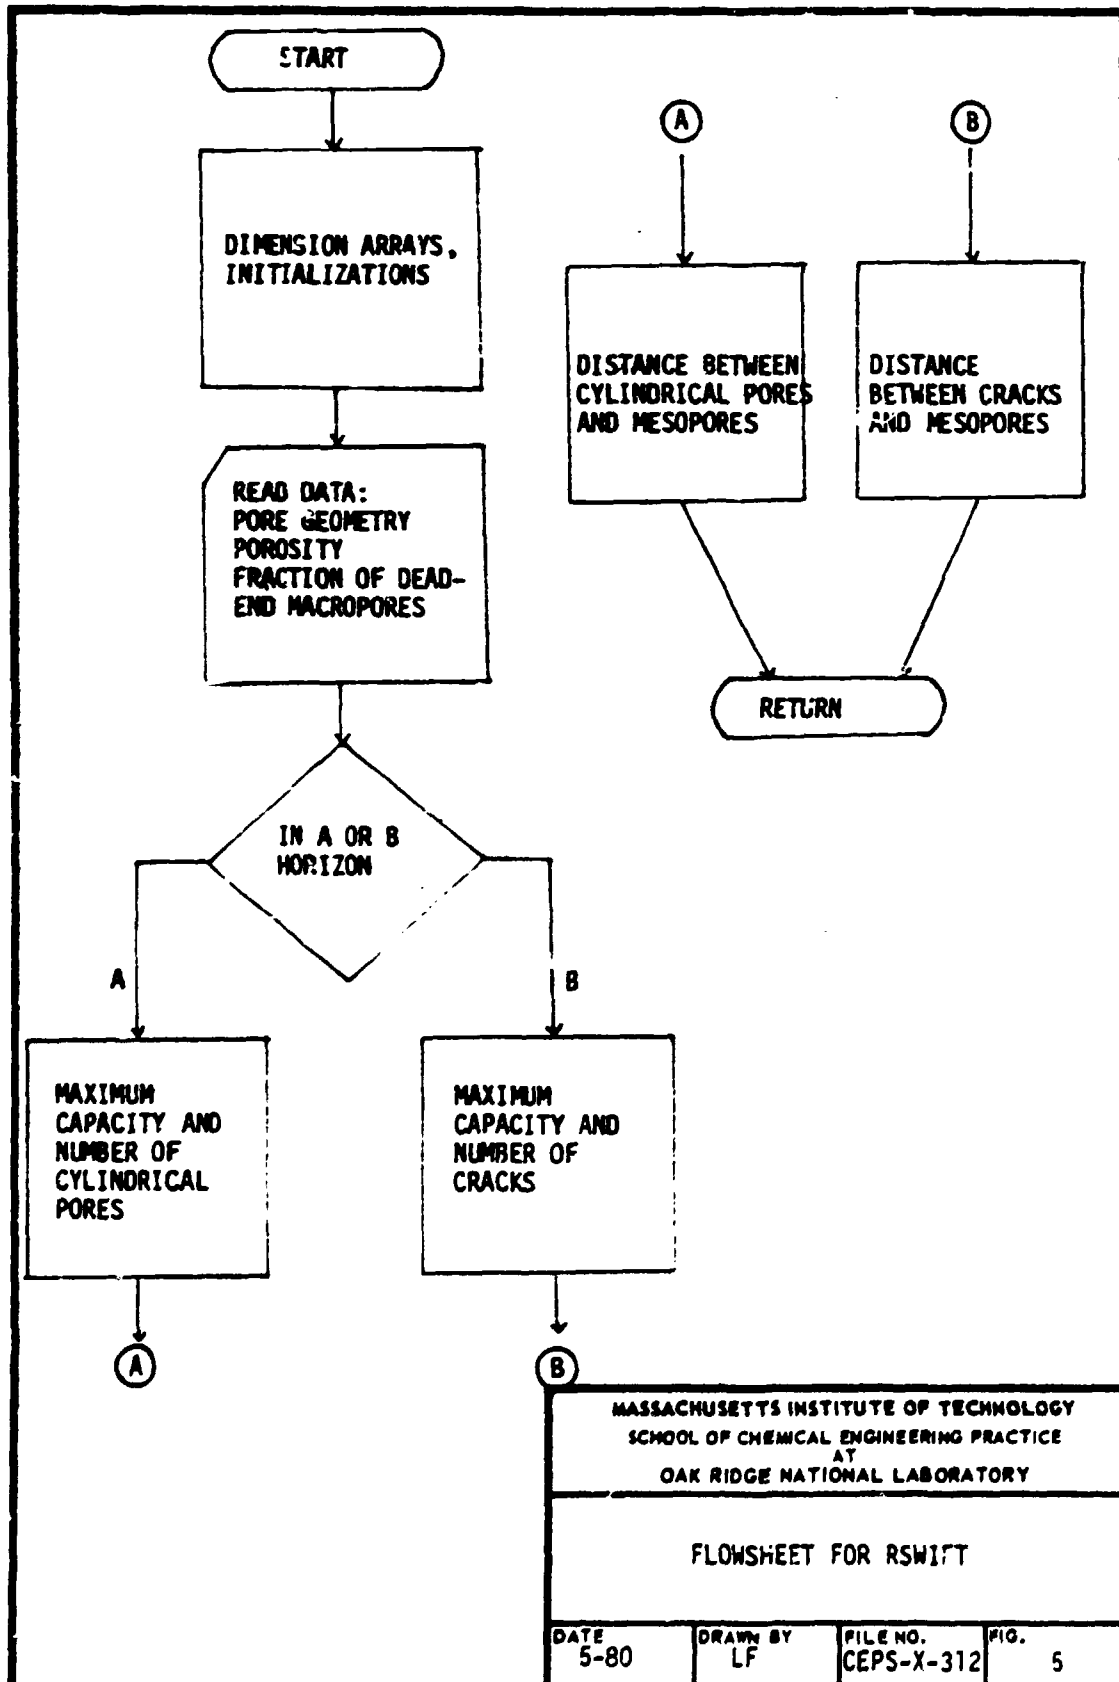 START
DIMENSION ARRAYS,
INITIALIZATIONS
READ DATA:
PORE GEOMETRY
POROSITY
FRACTION OF DEAD-
END MACROPORES
IN A OR B
HORIZON
A
B
MAXIMUM
CAPACITY AND
NUMBER OF
CYLINDRICAL
PORES
MAXIMUM
CAPACITY AND
NUMBER OF
CRACKS
A
B
A
B
DISTANCE BETWEEN
CYLINDRICAL PORES
AND MESOPORES
DISTANCE
BETWEEN CRACKS
AND MESOPORES
RETURN
MASSACHUSETTS INSTITUTE OF TECHNOLOGY
SCHOOL OF CHEMICAL ENGINEERING PRACTICE
AT
OAK RIDGE NATIONAL LABORATORY
FLOWSHEET FOR RSWIFT
DATE
5-80
DRAWN BY
LF
FILE NO.
CEPS-X-312
FIG.
5